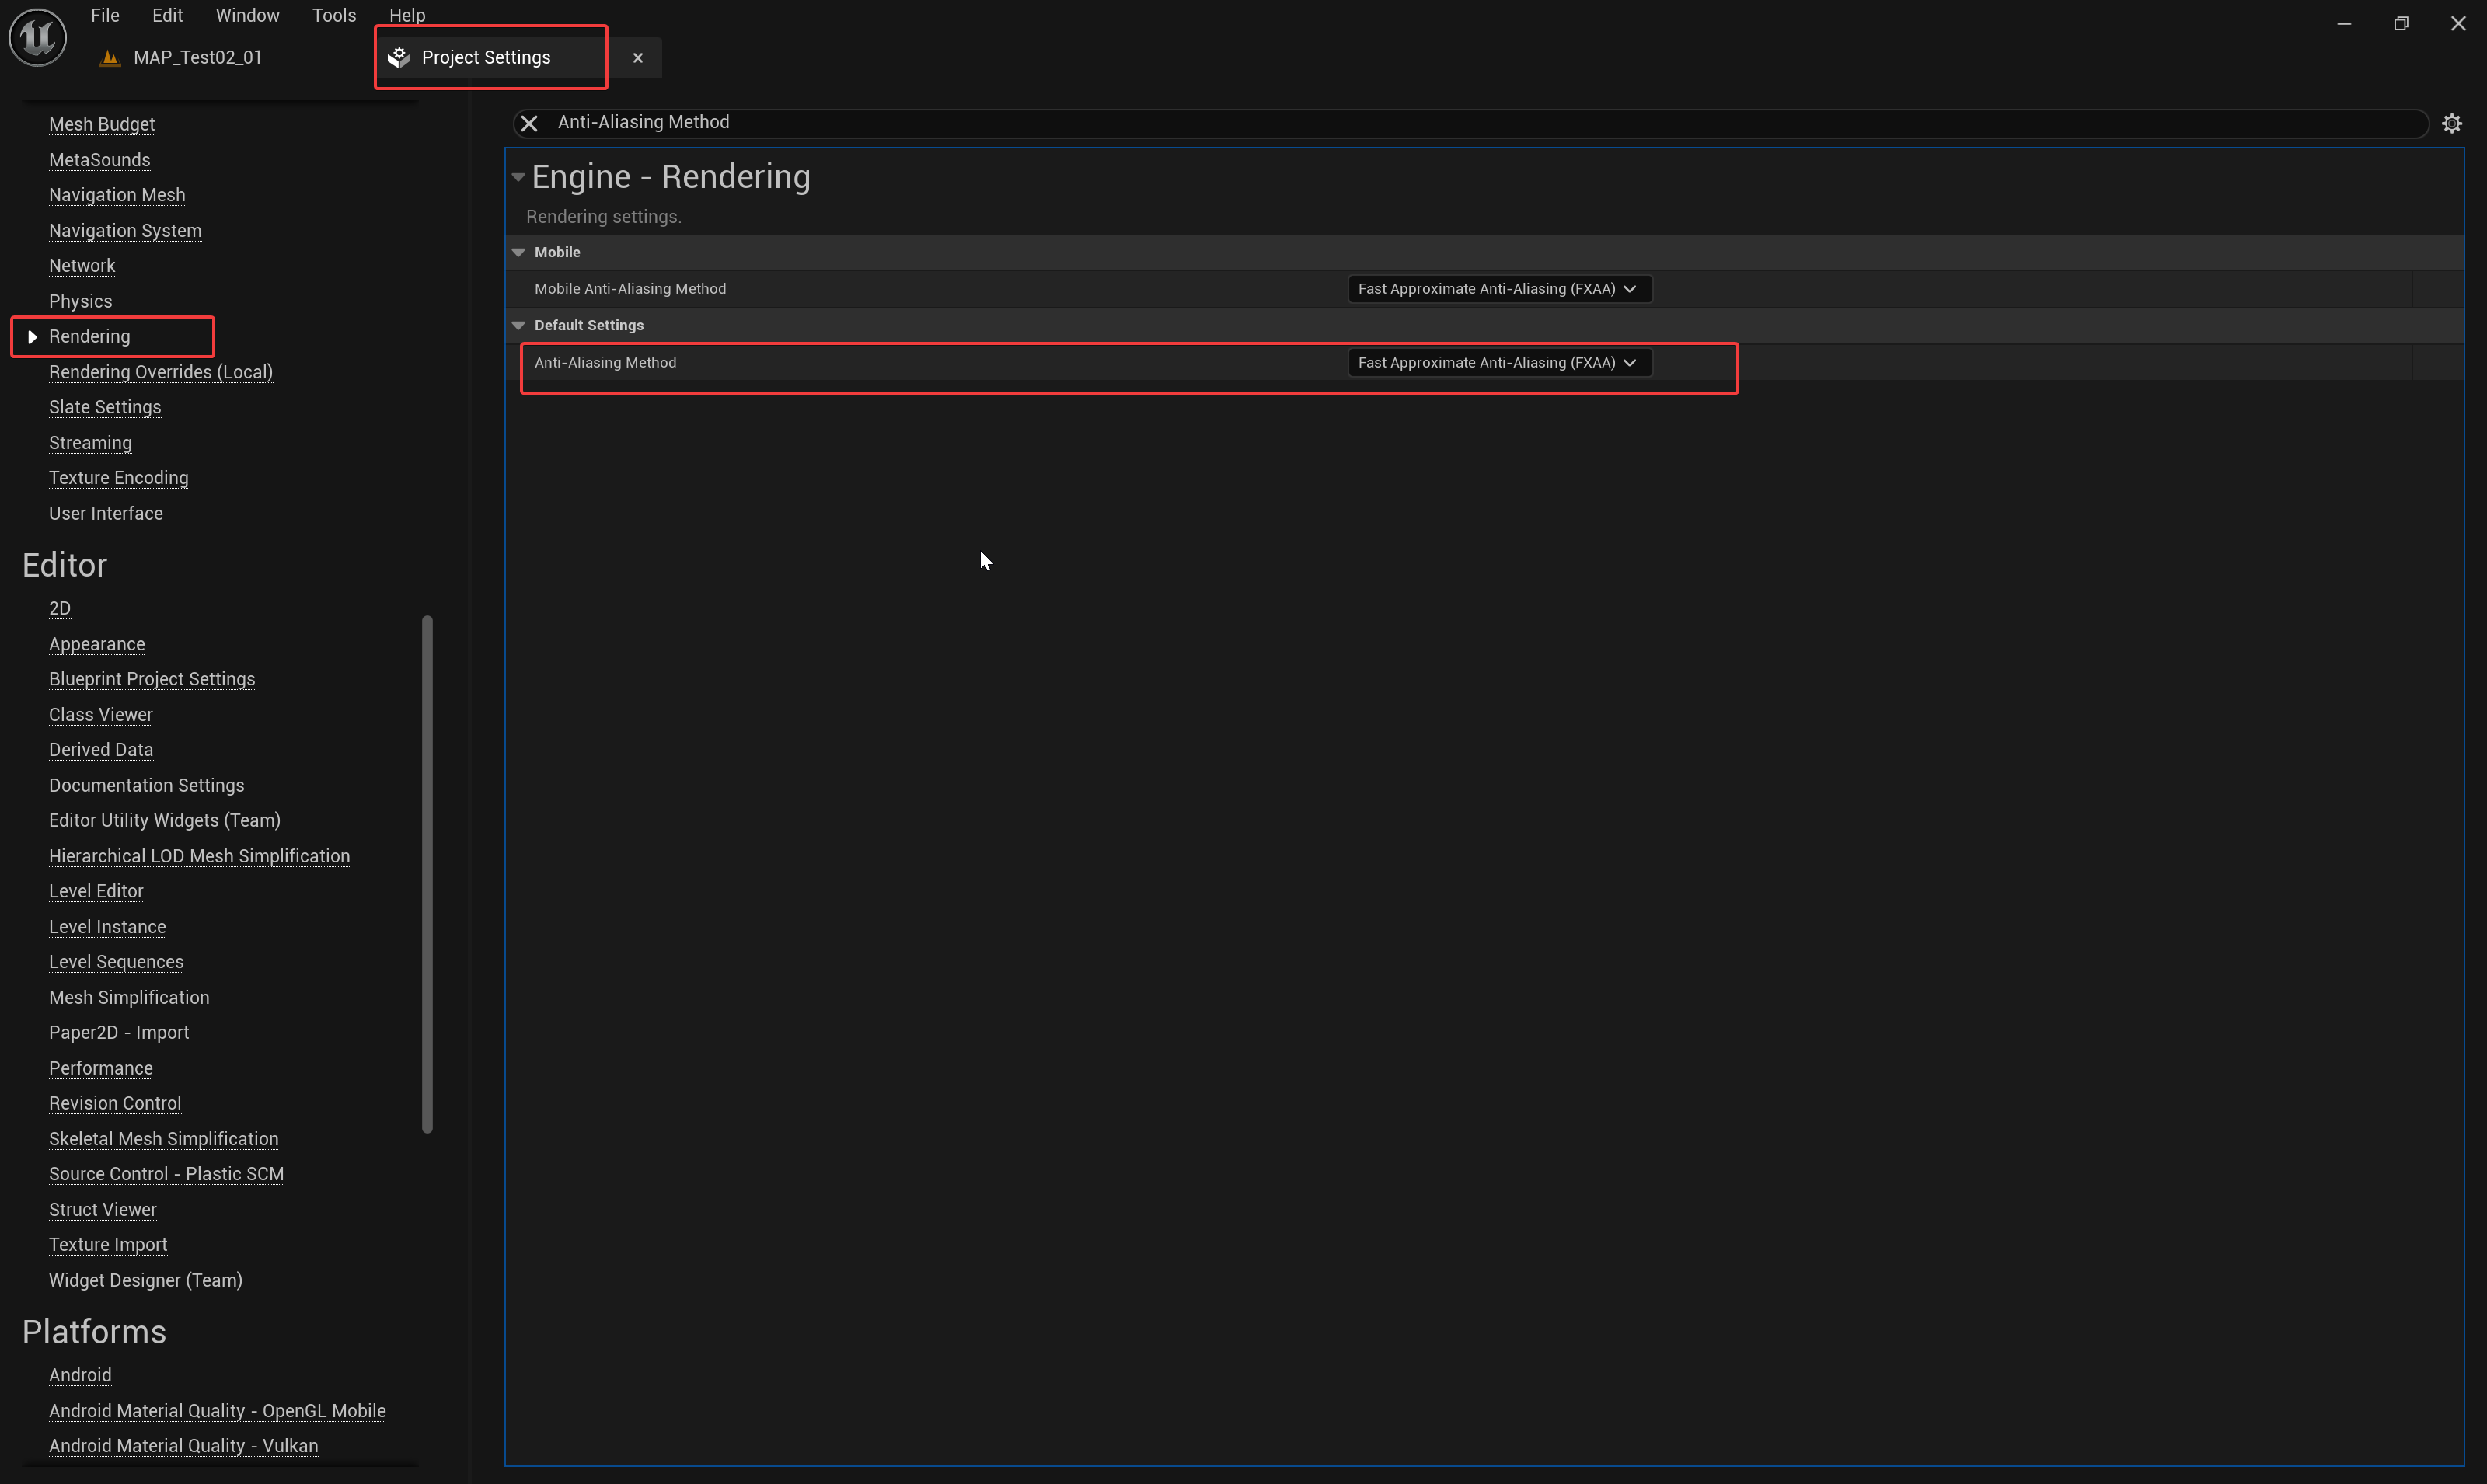 File Edit Window Tools Help
MAP_Test02_01
Project Settings
Mesh Budget
MetaSounds
Navigation Mesh
Navigation System
Network
Physics
Rendering
Rendering Overrides (Local)
Slate Settings
Streaming
Texture Encoding
User Interface
Editor
2D
Appearance
Blueprint Project Settings
Class Viewer
Derived Data
Documentation Settings
Editor Utility Widgets (Team)
Hierarchical LOD Mesh Simplification
Level Editor
Level Instance
Level Sequences
Mesh Simplification
Paper2D - Import
Performance
Revision Control
Skeletal Mesh Simplification
Source Control - Plastic SCM
Struct Viewer
Texture Import
Widget Designer (Team)
Platforms
Android
Android Material Quality - OpenGL Mobile
Android Material Quality - Vulkan
Anti-Aliasing Method
Engine - Rendering
Rendering settings.
Mobile
Mobile Anti-Aliasing Method Fast Approximate Anti-Aliasing (FXAA)
Default Settings
Anti-Aliasing Method Fast Approximate Anti-Aliasing (FXAA)